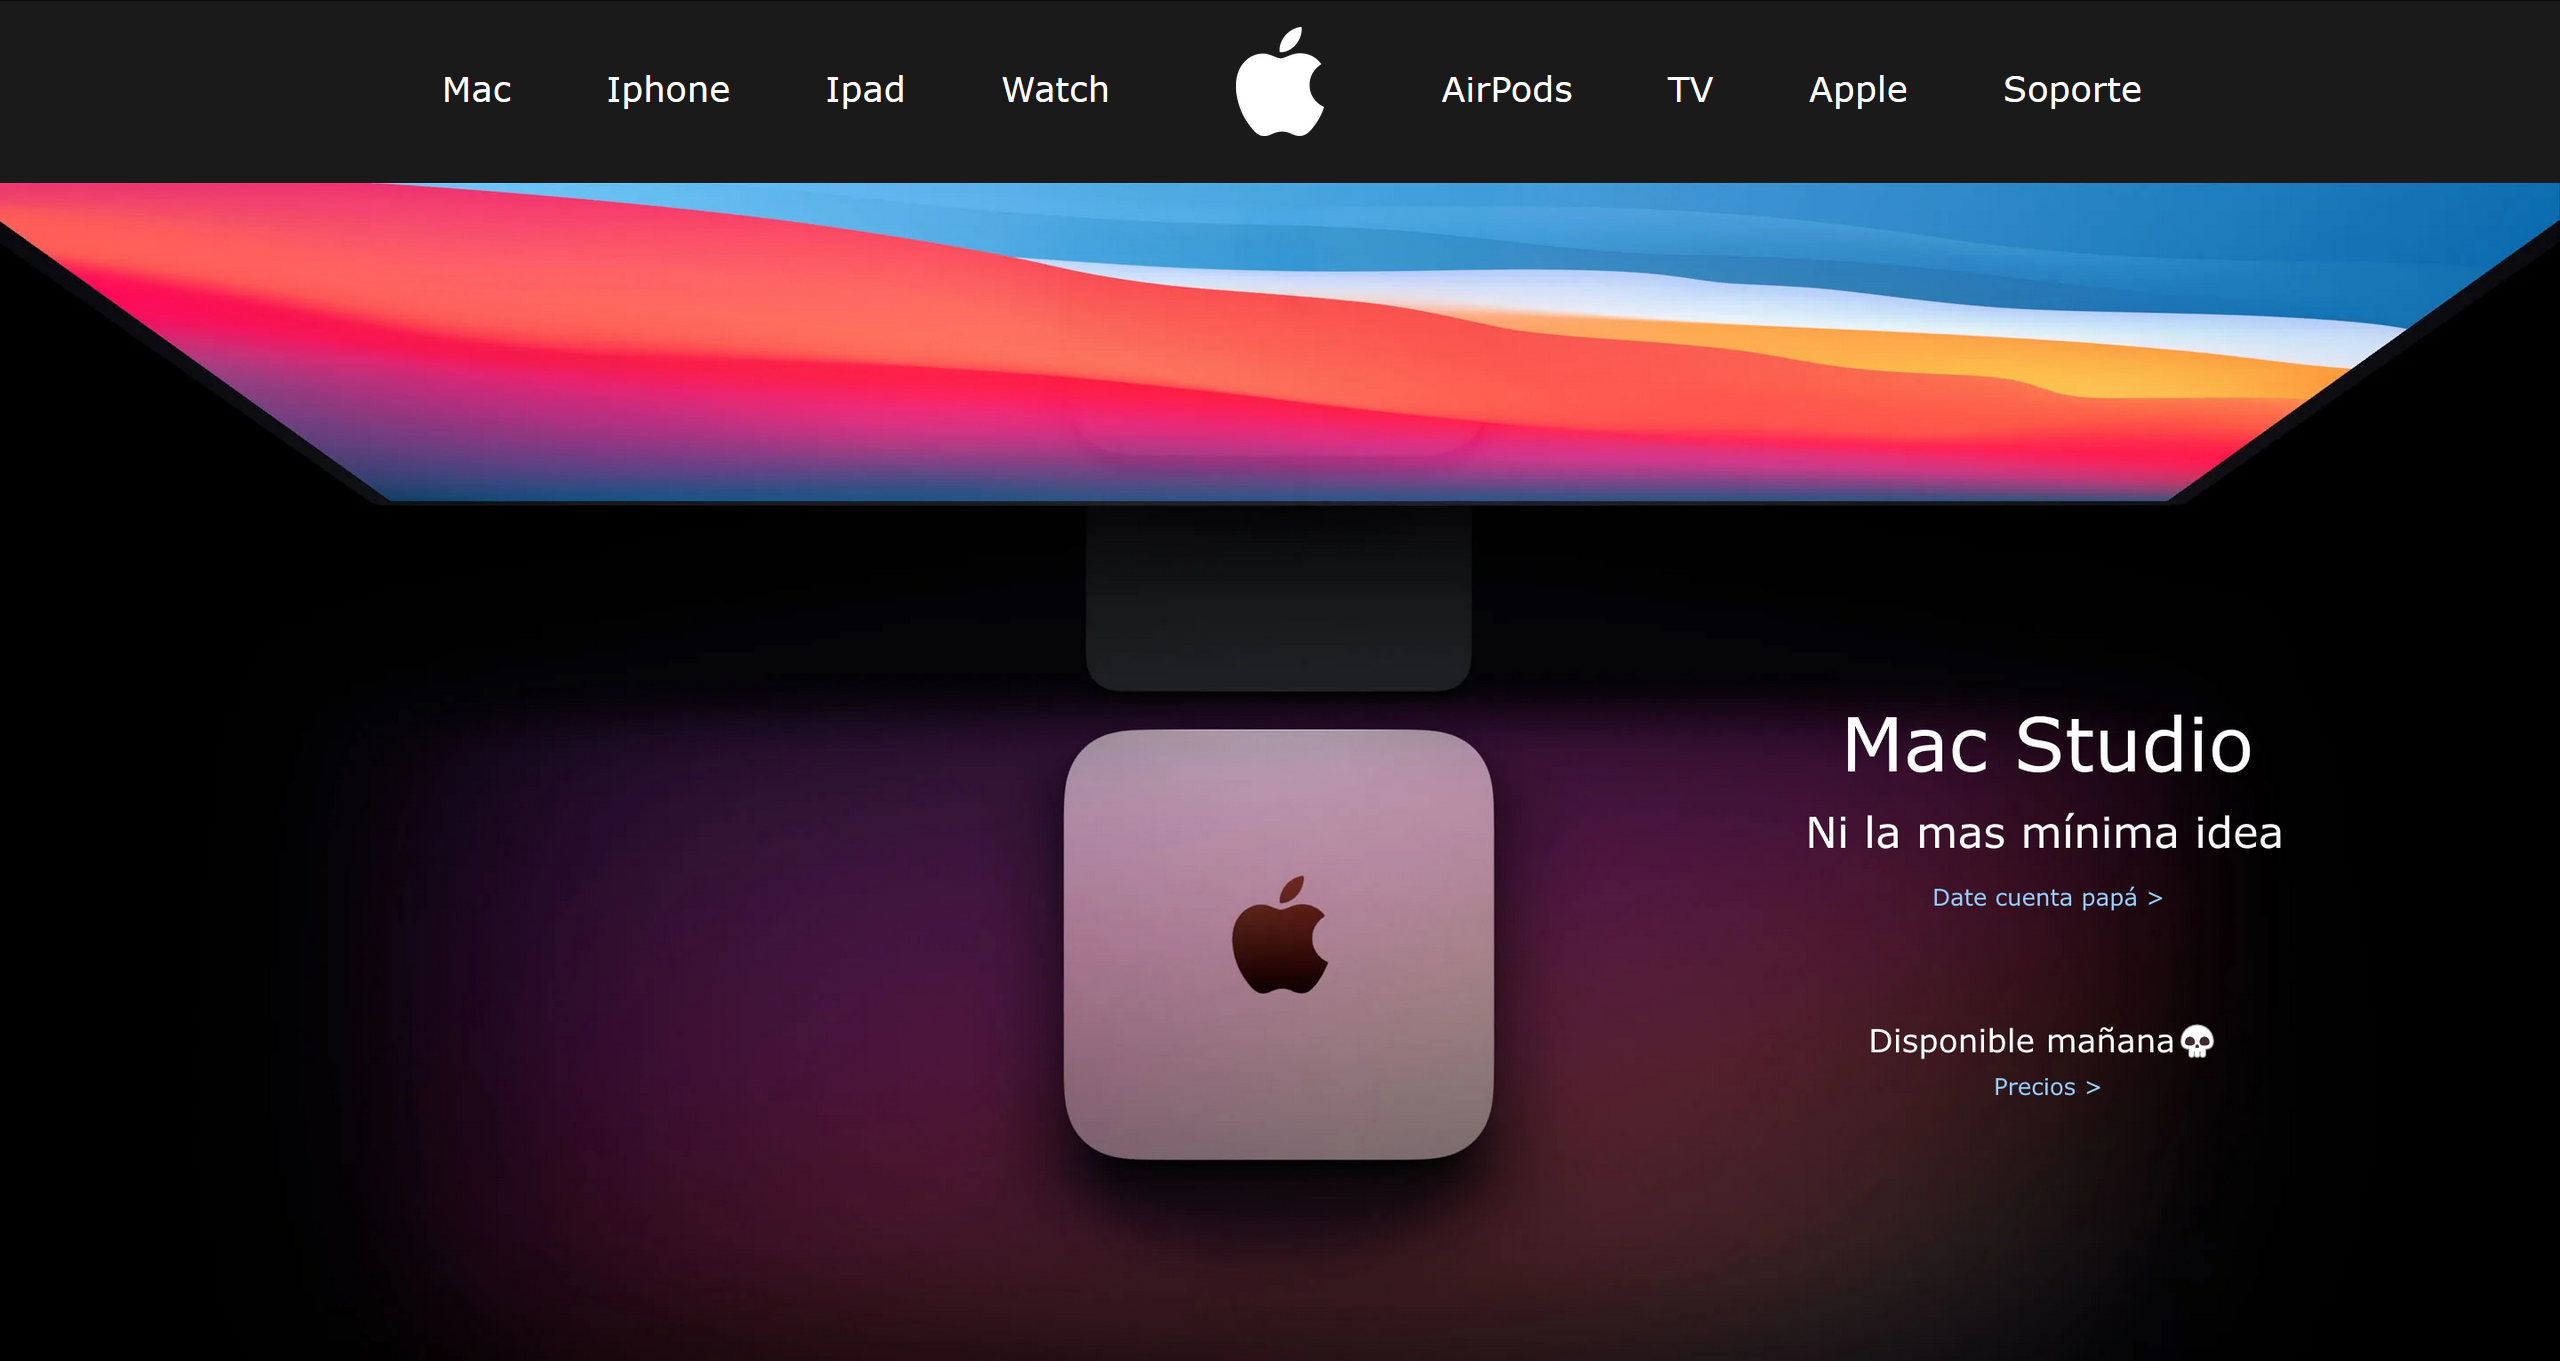 Mac Iphone Ipad Watch AirPods TV Apple Soporte
Mac Studio
Ni la mas mínima idea
Date cuenta papá >
Disponible mañana💀
Precios >